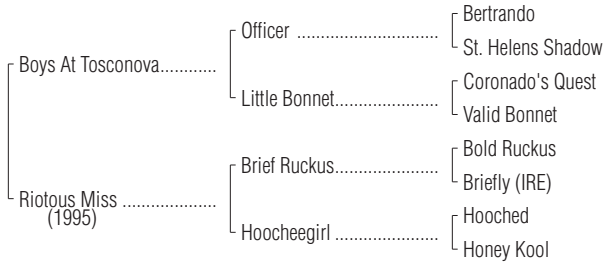 Bertrando
Officer ........................
St. Helens Shadow
Boys At Tosconova............
Coronado's Quest
Little Bonnet.....................
Valid Bonnet
Bold Ruckus
Brief Ruckus.....................
Briefly (IRE)
Riotous Miss ...................
(1995)
Hooched
Hoocheegirl .....................
Honey Kool